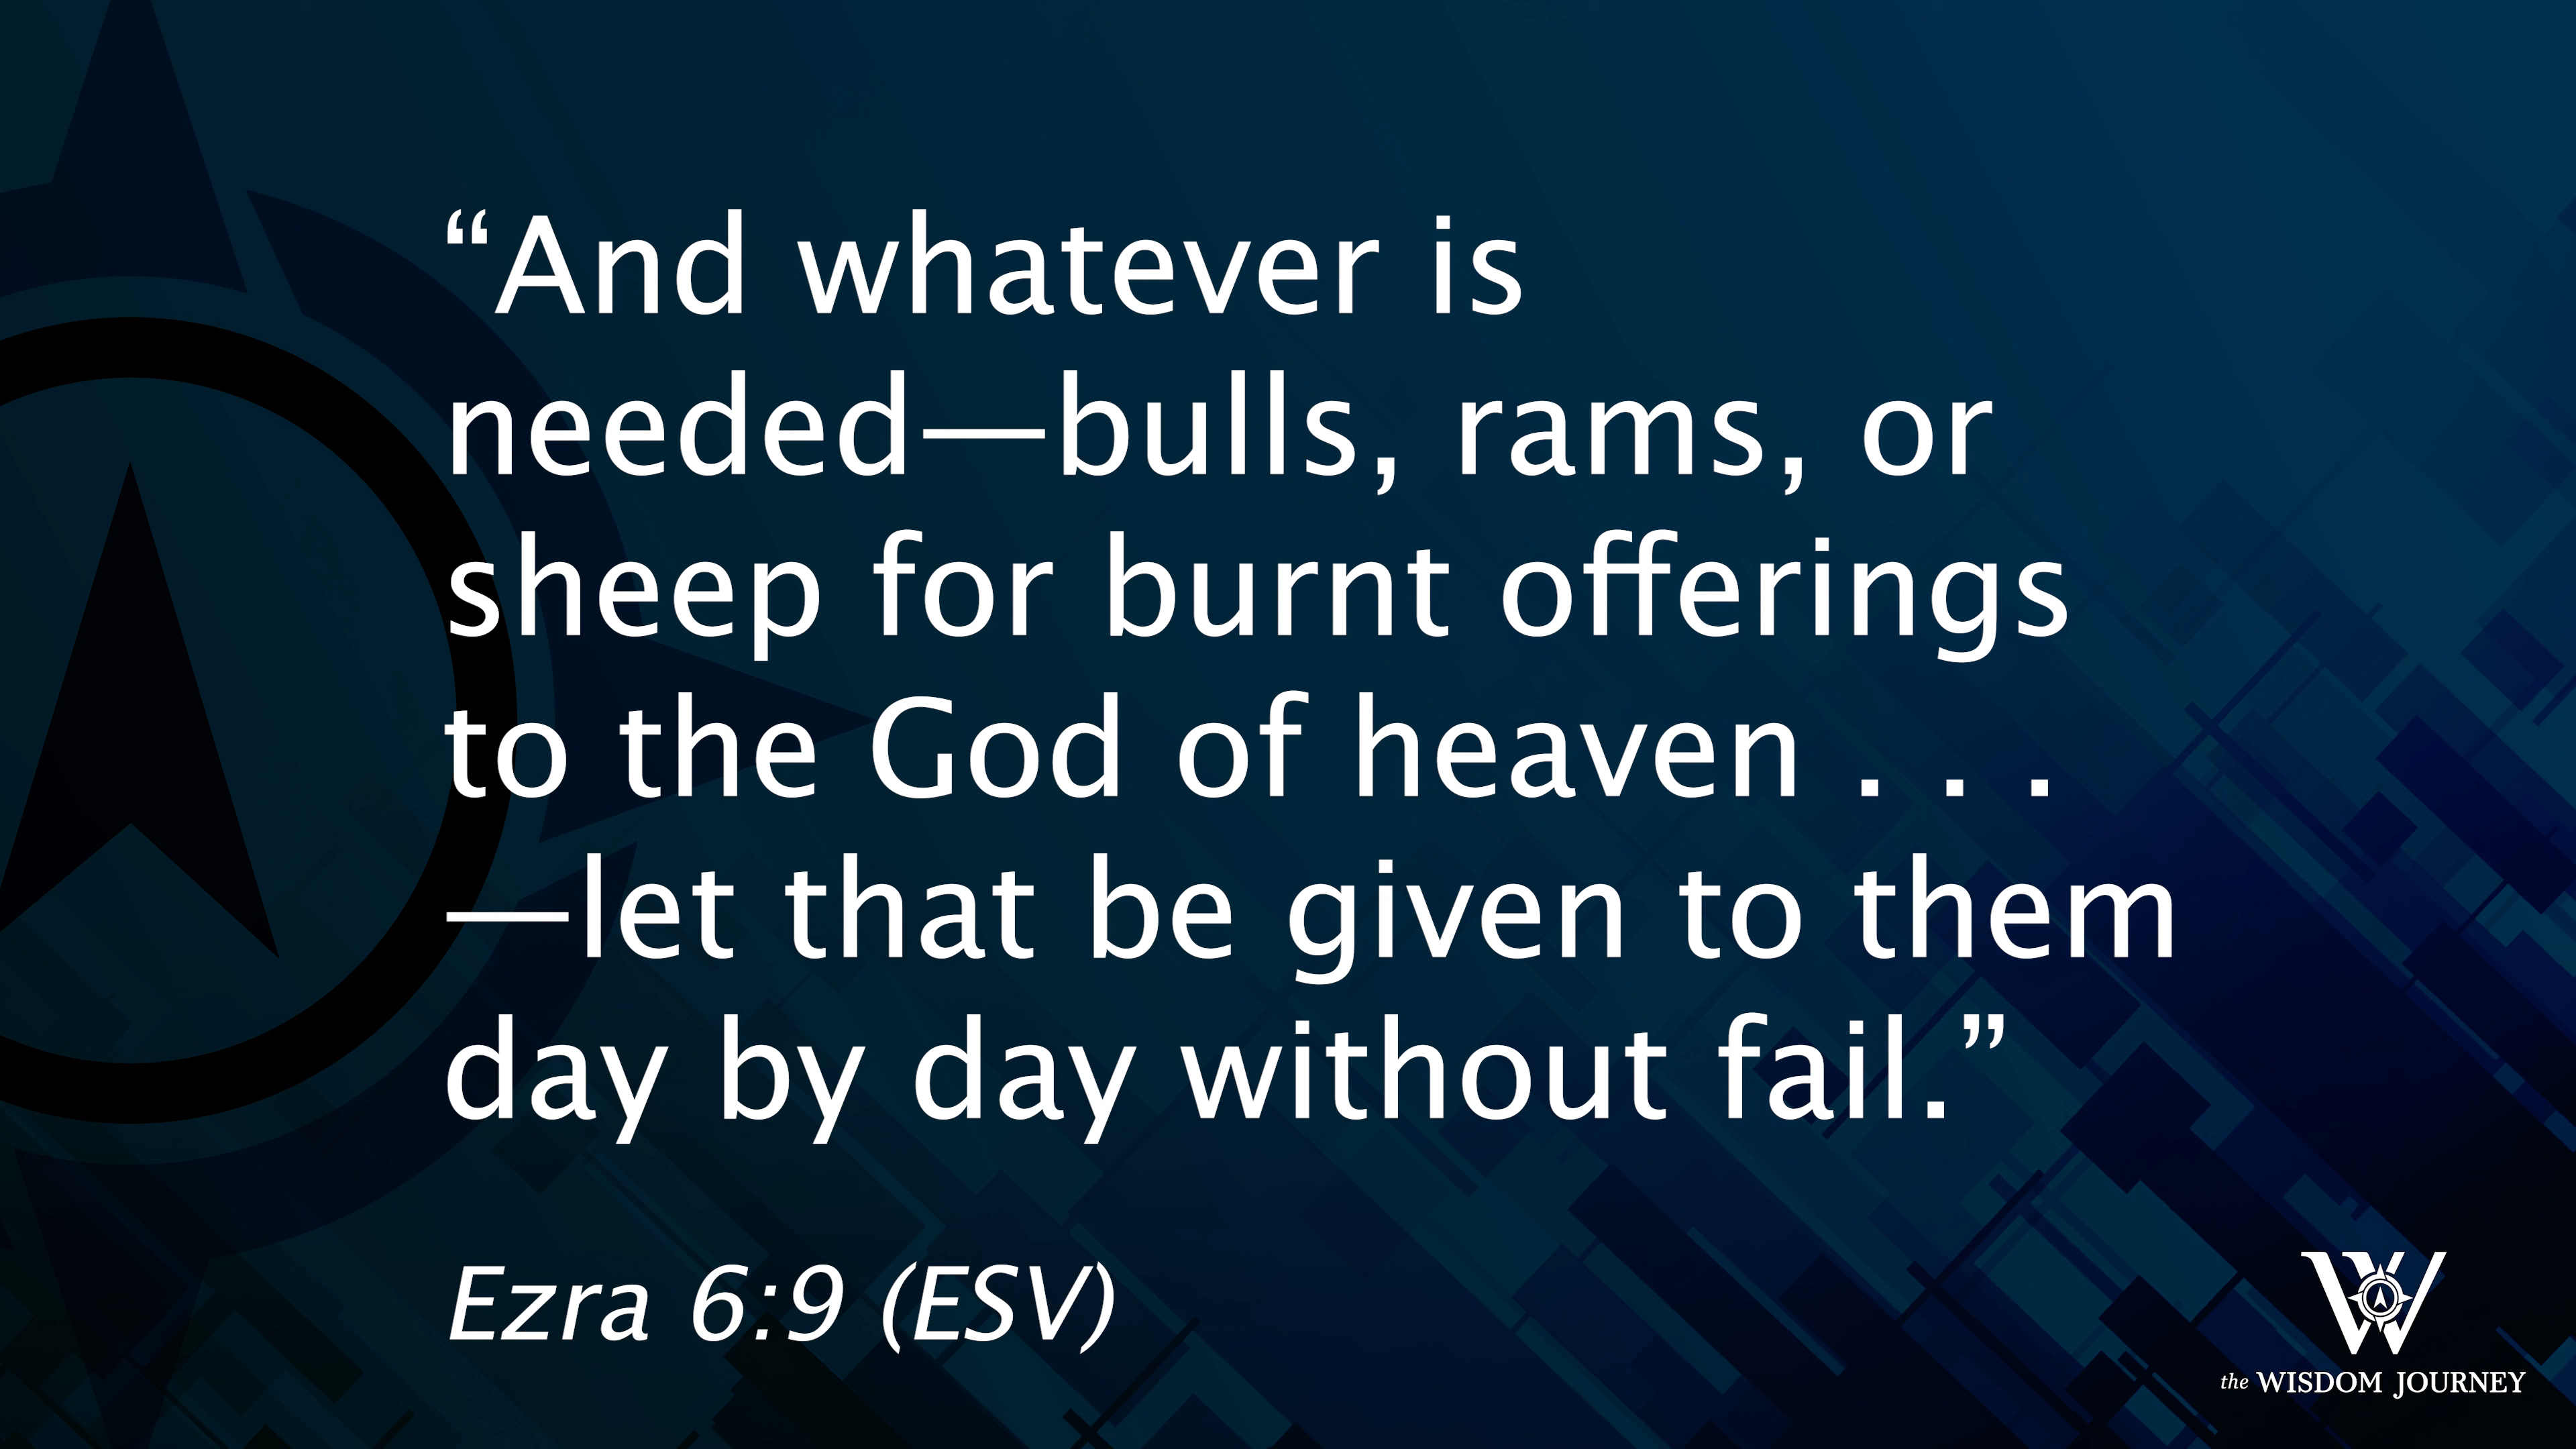 “And whatever is
needed—bulls, rams, or
sheep for burnt offerings
to the God of heaven . . .
—let that be given to them
day by day without fail.”
Ezra 6:9 (ESV)
W
the WISDOM JOURNEY